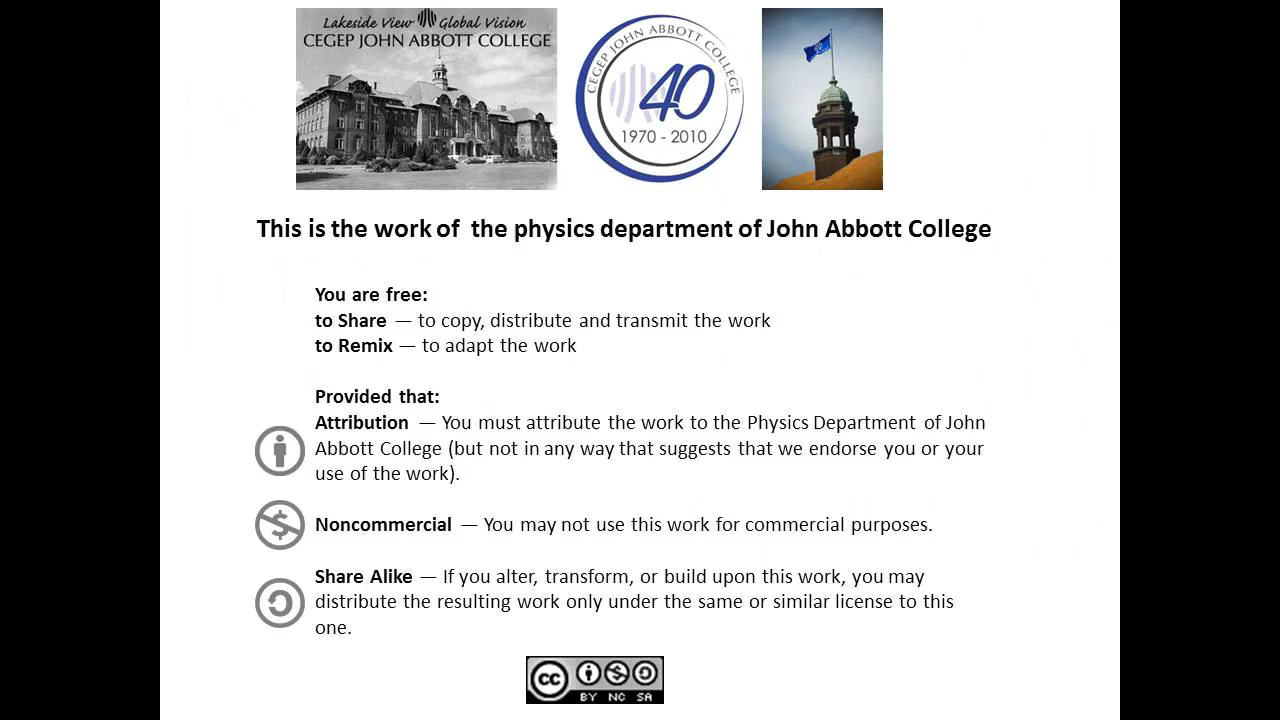 Lakeside View Global Vision
CEGEP JOHN ABBOTT COLLEGE
CEGEP JOHN ABBOTT COLLEGE
40
1970 - 2010
This is the work of the physics department of John Abbott College
You are free:
to Share — to copy, distribute and transmit the work
to Remix — to adapt the work
Provided that:
Attribution — You must attribute the work to the Physics Department of John
Abbott College (but not in any way that suggests that we endorse you or your
use of the work).
$
Noncommercial — You may not use this work for commercial purposes.
Share Alike — If you alter, transform, or build upon this work, you may
distribute the resulting work only under the same or similar license to this
one.
cc $
BY NC SA